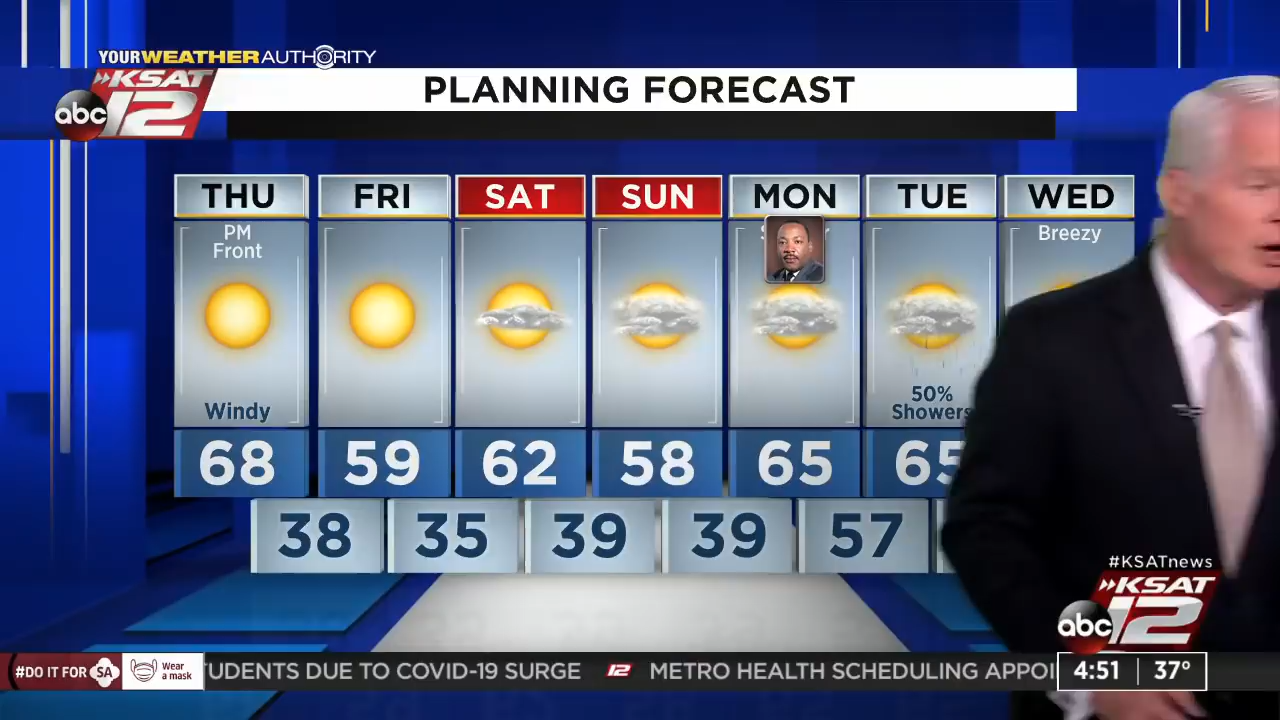 YOURWEATHERAUTHORITY
KSAT
abc 12
PLANNING FORECAST
THU FRI SAT SUN MON TUE WED
PM
Front
Breezy
Windy
50%
Showers
68 59 62 58 65 65
38 35 39 39 57
#KSATnews
KSAT
abc 12
#DO IT FOR SA
Wear
a mask
TUDENTS DUE TO COVID-19 SURGE 12 METRO HEALTH SCHEDULING APPOI
4:51 37°